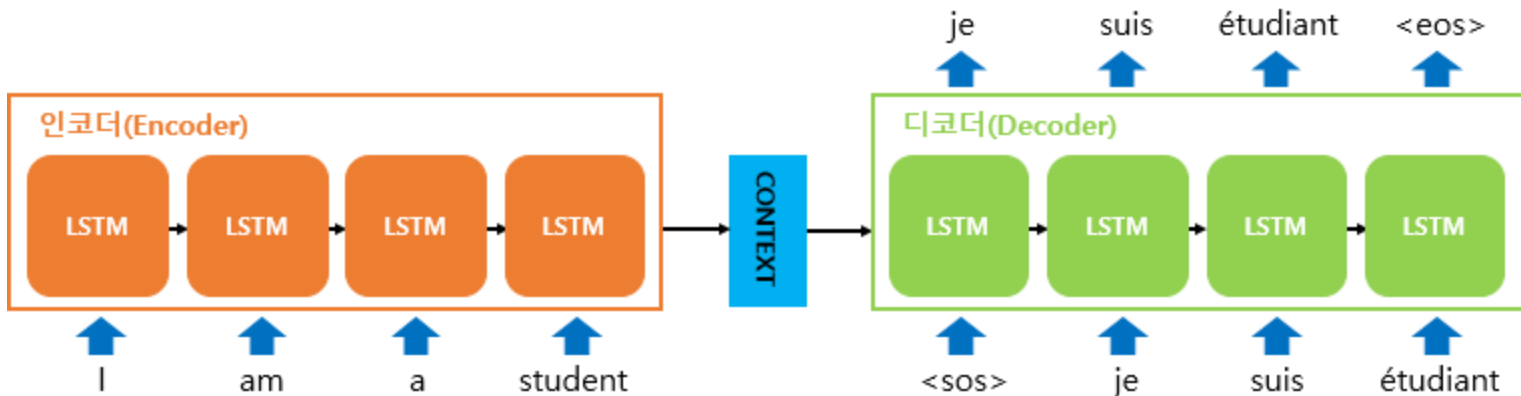 je suis étudiant <eos>
인코더(Encoder) 디코더(Decoder)
LSTM LSTM LSTM LSTM CONTEXT LSTM LSTM LSTM LSTM
I am a student <sos> je suis étudiant